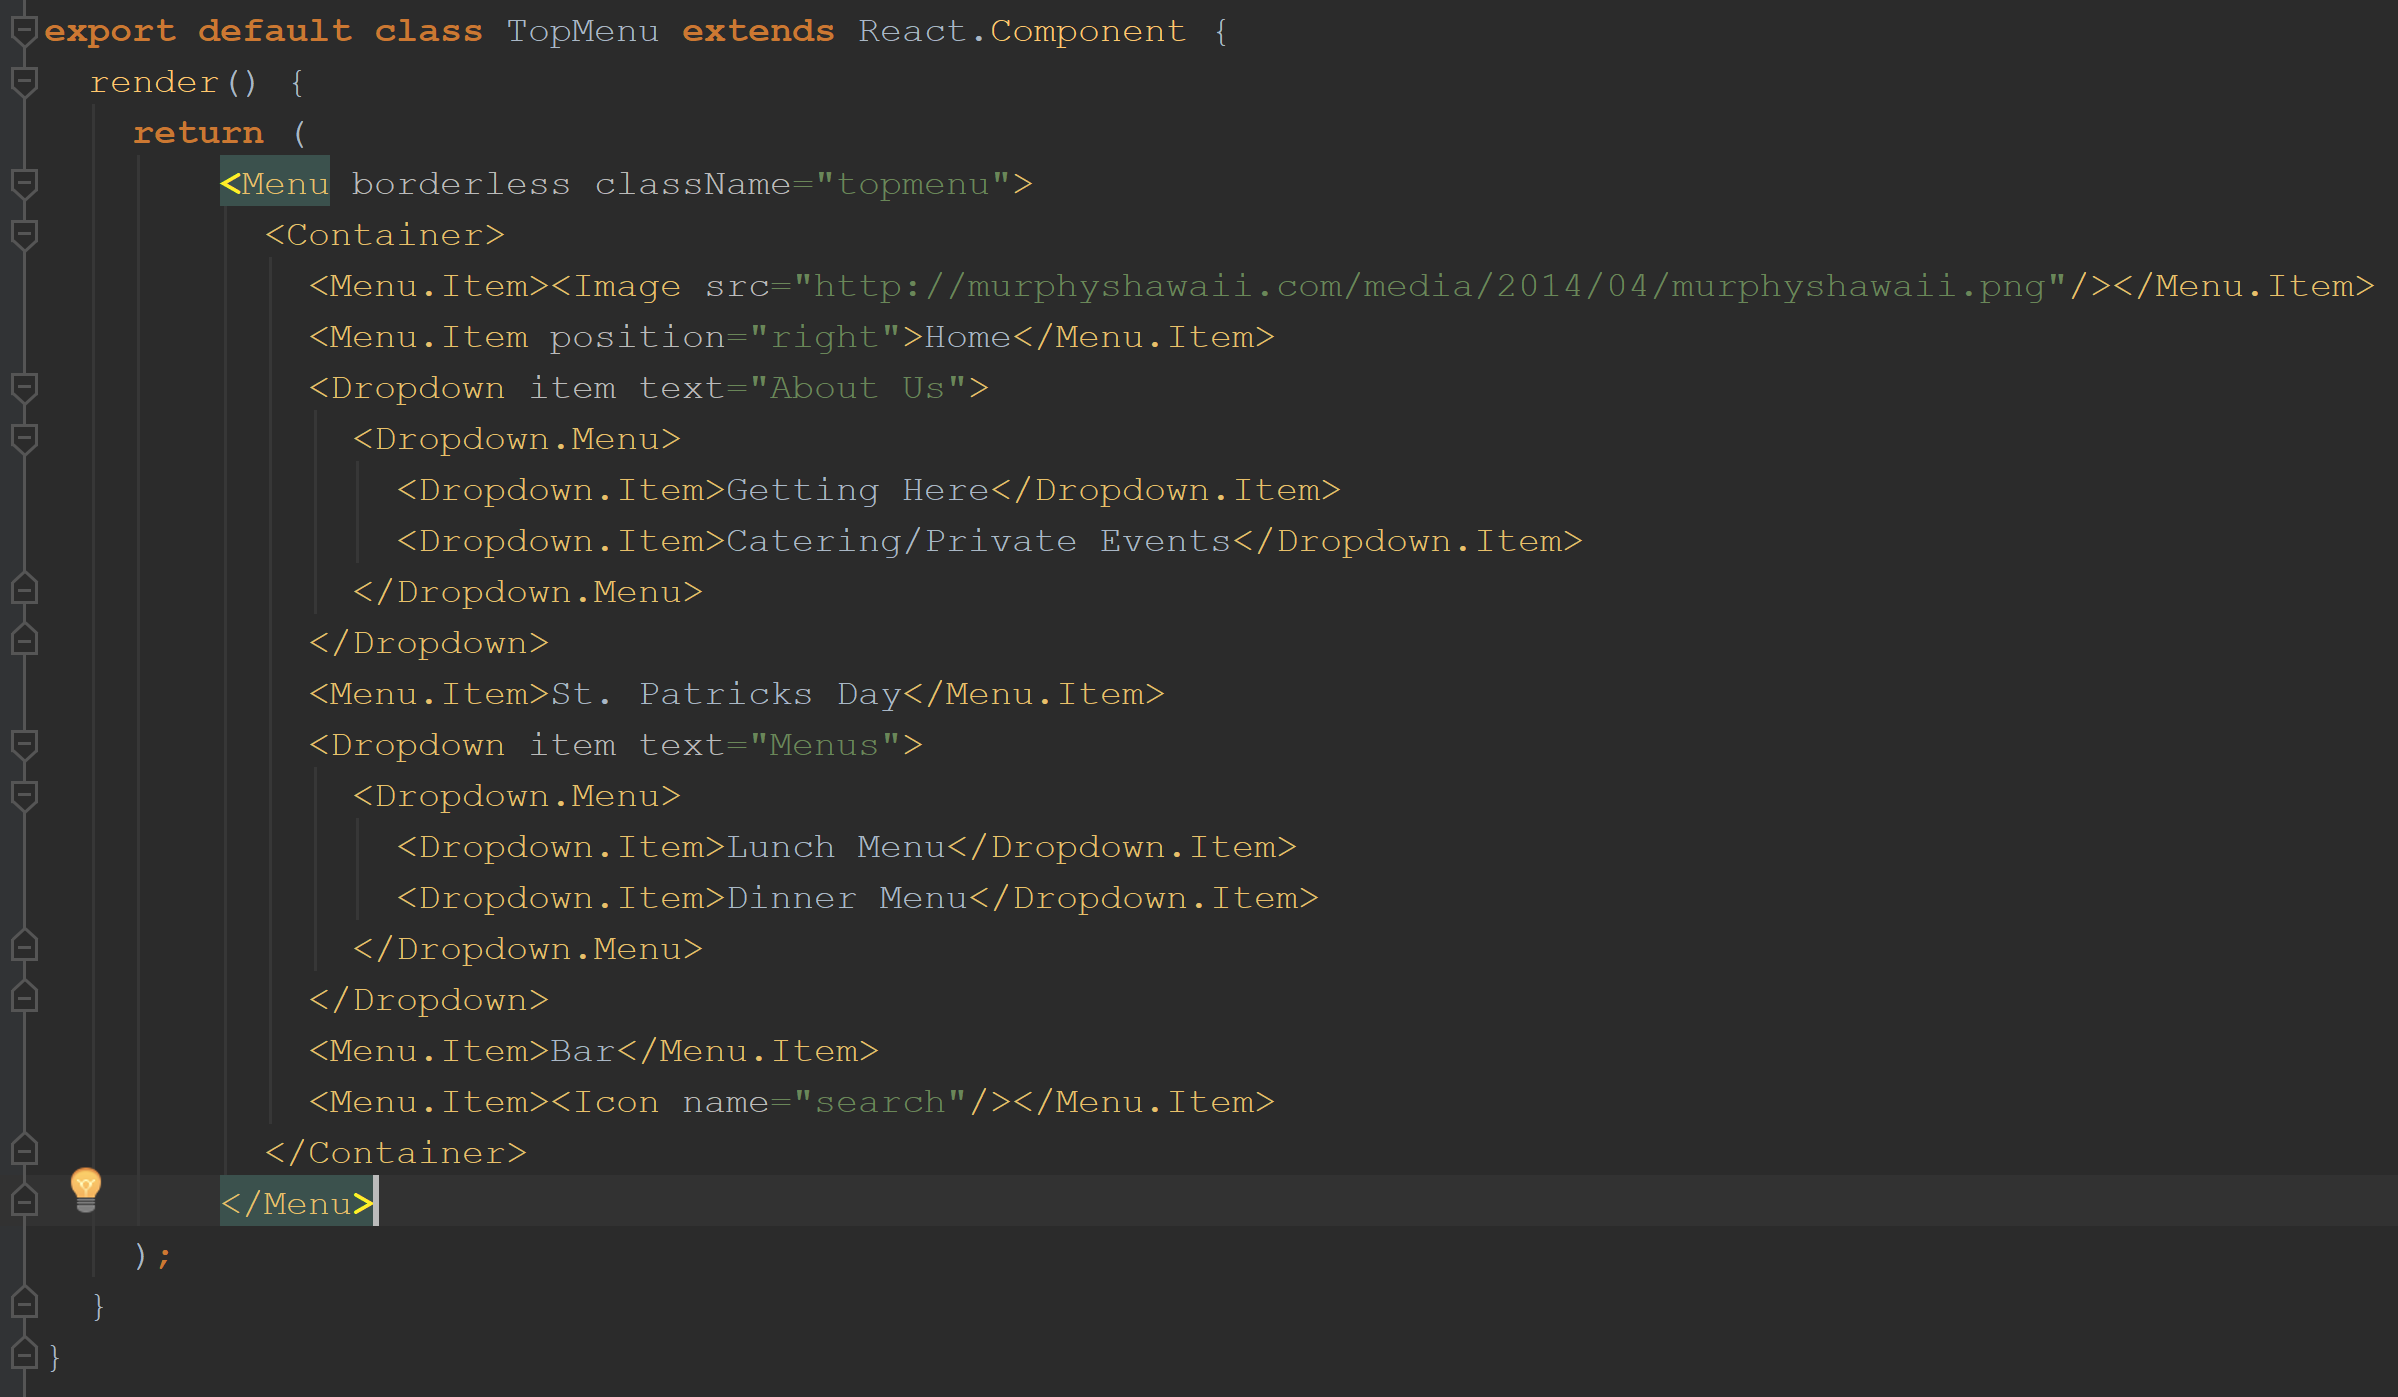 export default class TopMenu extends React.Component {
  render() {
    return (
        <Menu borderless className="topmenu">
          <Container>
            <Menu.Item><Image src="http://murphyshawaii.com/media/2014/04/murphyshawaii.png"/></Menu.Item>
            <Menu.Item position="right">Home</Menu.Item>
            <Dropdown item text="About Us">
              <Dropdown.Menu>
                <Dropdown.Item>Getting Here</Dropdown.Item>
                <Dropdown.Item>Catering/Private Events</Dropdown.Item>
              </Dropdown.Menu>
            </Dropdown>
            <Menu.Item>St. Patricks Day</Menu.Item>
            <Dropdown item text="Menus">
              <Dropdown.Menu>
                <Dropdown.Item>Lunch Menu</Dropdown.Item>
                <Dropdown.Item>Dinner Menu</Dropdown.Item>
              </Dropdown.Menu>
            </Dropdown>
            <Menu.Item>Bar</Menu.Item>
            <Menu.Item><Icon name="search"/></Menu.Item>
          </Container>
        </Menu>
    );
  }
}